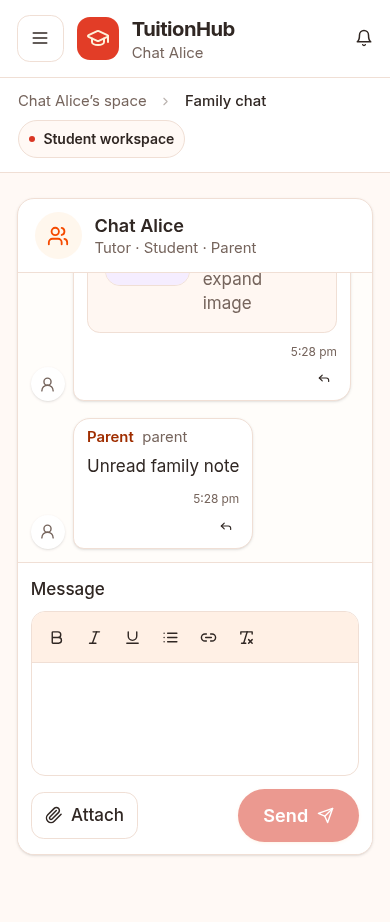 TuitionHub
Chat Alice
Chat Alice's space
Family chat
Student workspace
Chat Alice
Tutor · Student · Parent
expand
image
5:28 pm
Parent parent
Unread family note
5:28 pm
Message
B I U
Attach
Send